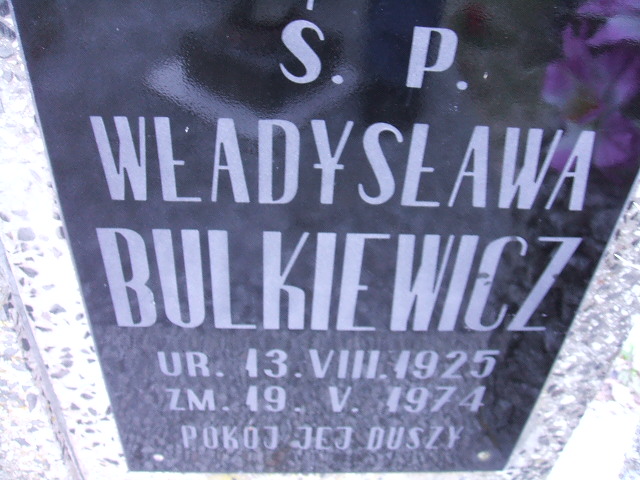 Ś. P.
WŁADYSŁAWA
BULKIEWICZ
UR. 13.VIII.1925
ZM. 19. V. 1974
POKÓJ JEJ DUSZY